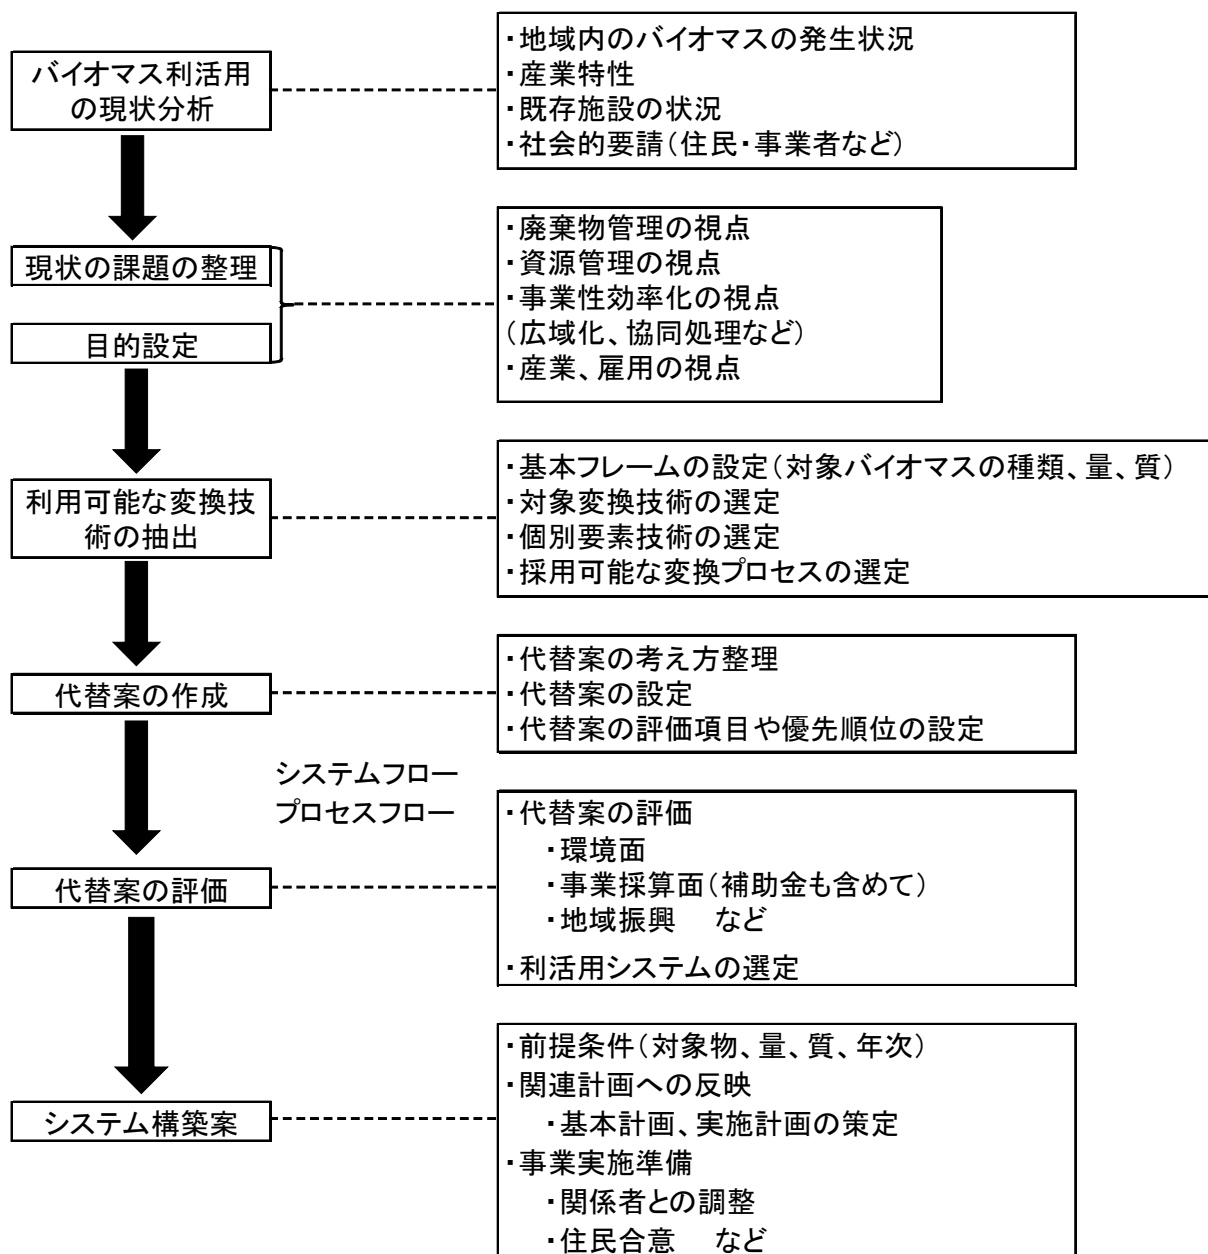 バイオマス利活用
の現状分析
・地域内のバイオマスの発生状況
・産業特性
・既存施設の状況
・社会的要請(住民・事業者など)
現状の課題の整理
目的設定
・廃棄物管理の視点
・資源管理の視点
・事業性効率化の視点
(広域化、協同処理など)
・産業、雇用の視点
利用可能な変換技
術の抽出
・基本フレームの設定(対象バイオマスの種類、量、質)
・対象変換技術の選定
・個別要素技術の選定
・採用可能な変換プロセスの選定
代替案の作成
・代替案の考え方整理
・代替案の設定
・代替案の評価項目や優先順位の設定
システムフロー
プロセスフロー
代替案の評価
・代替案の評価
・環境面
・事業採算面(補助金も含めて)
・地域振興 など
・利活用システムの選定
システム構築案
・前提条件(対象物、量、質、年次)
・関連計画への反映
・基本計画、実施計画の策定
・事業実施準備
・関係者との調整
・住民合意 など